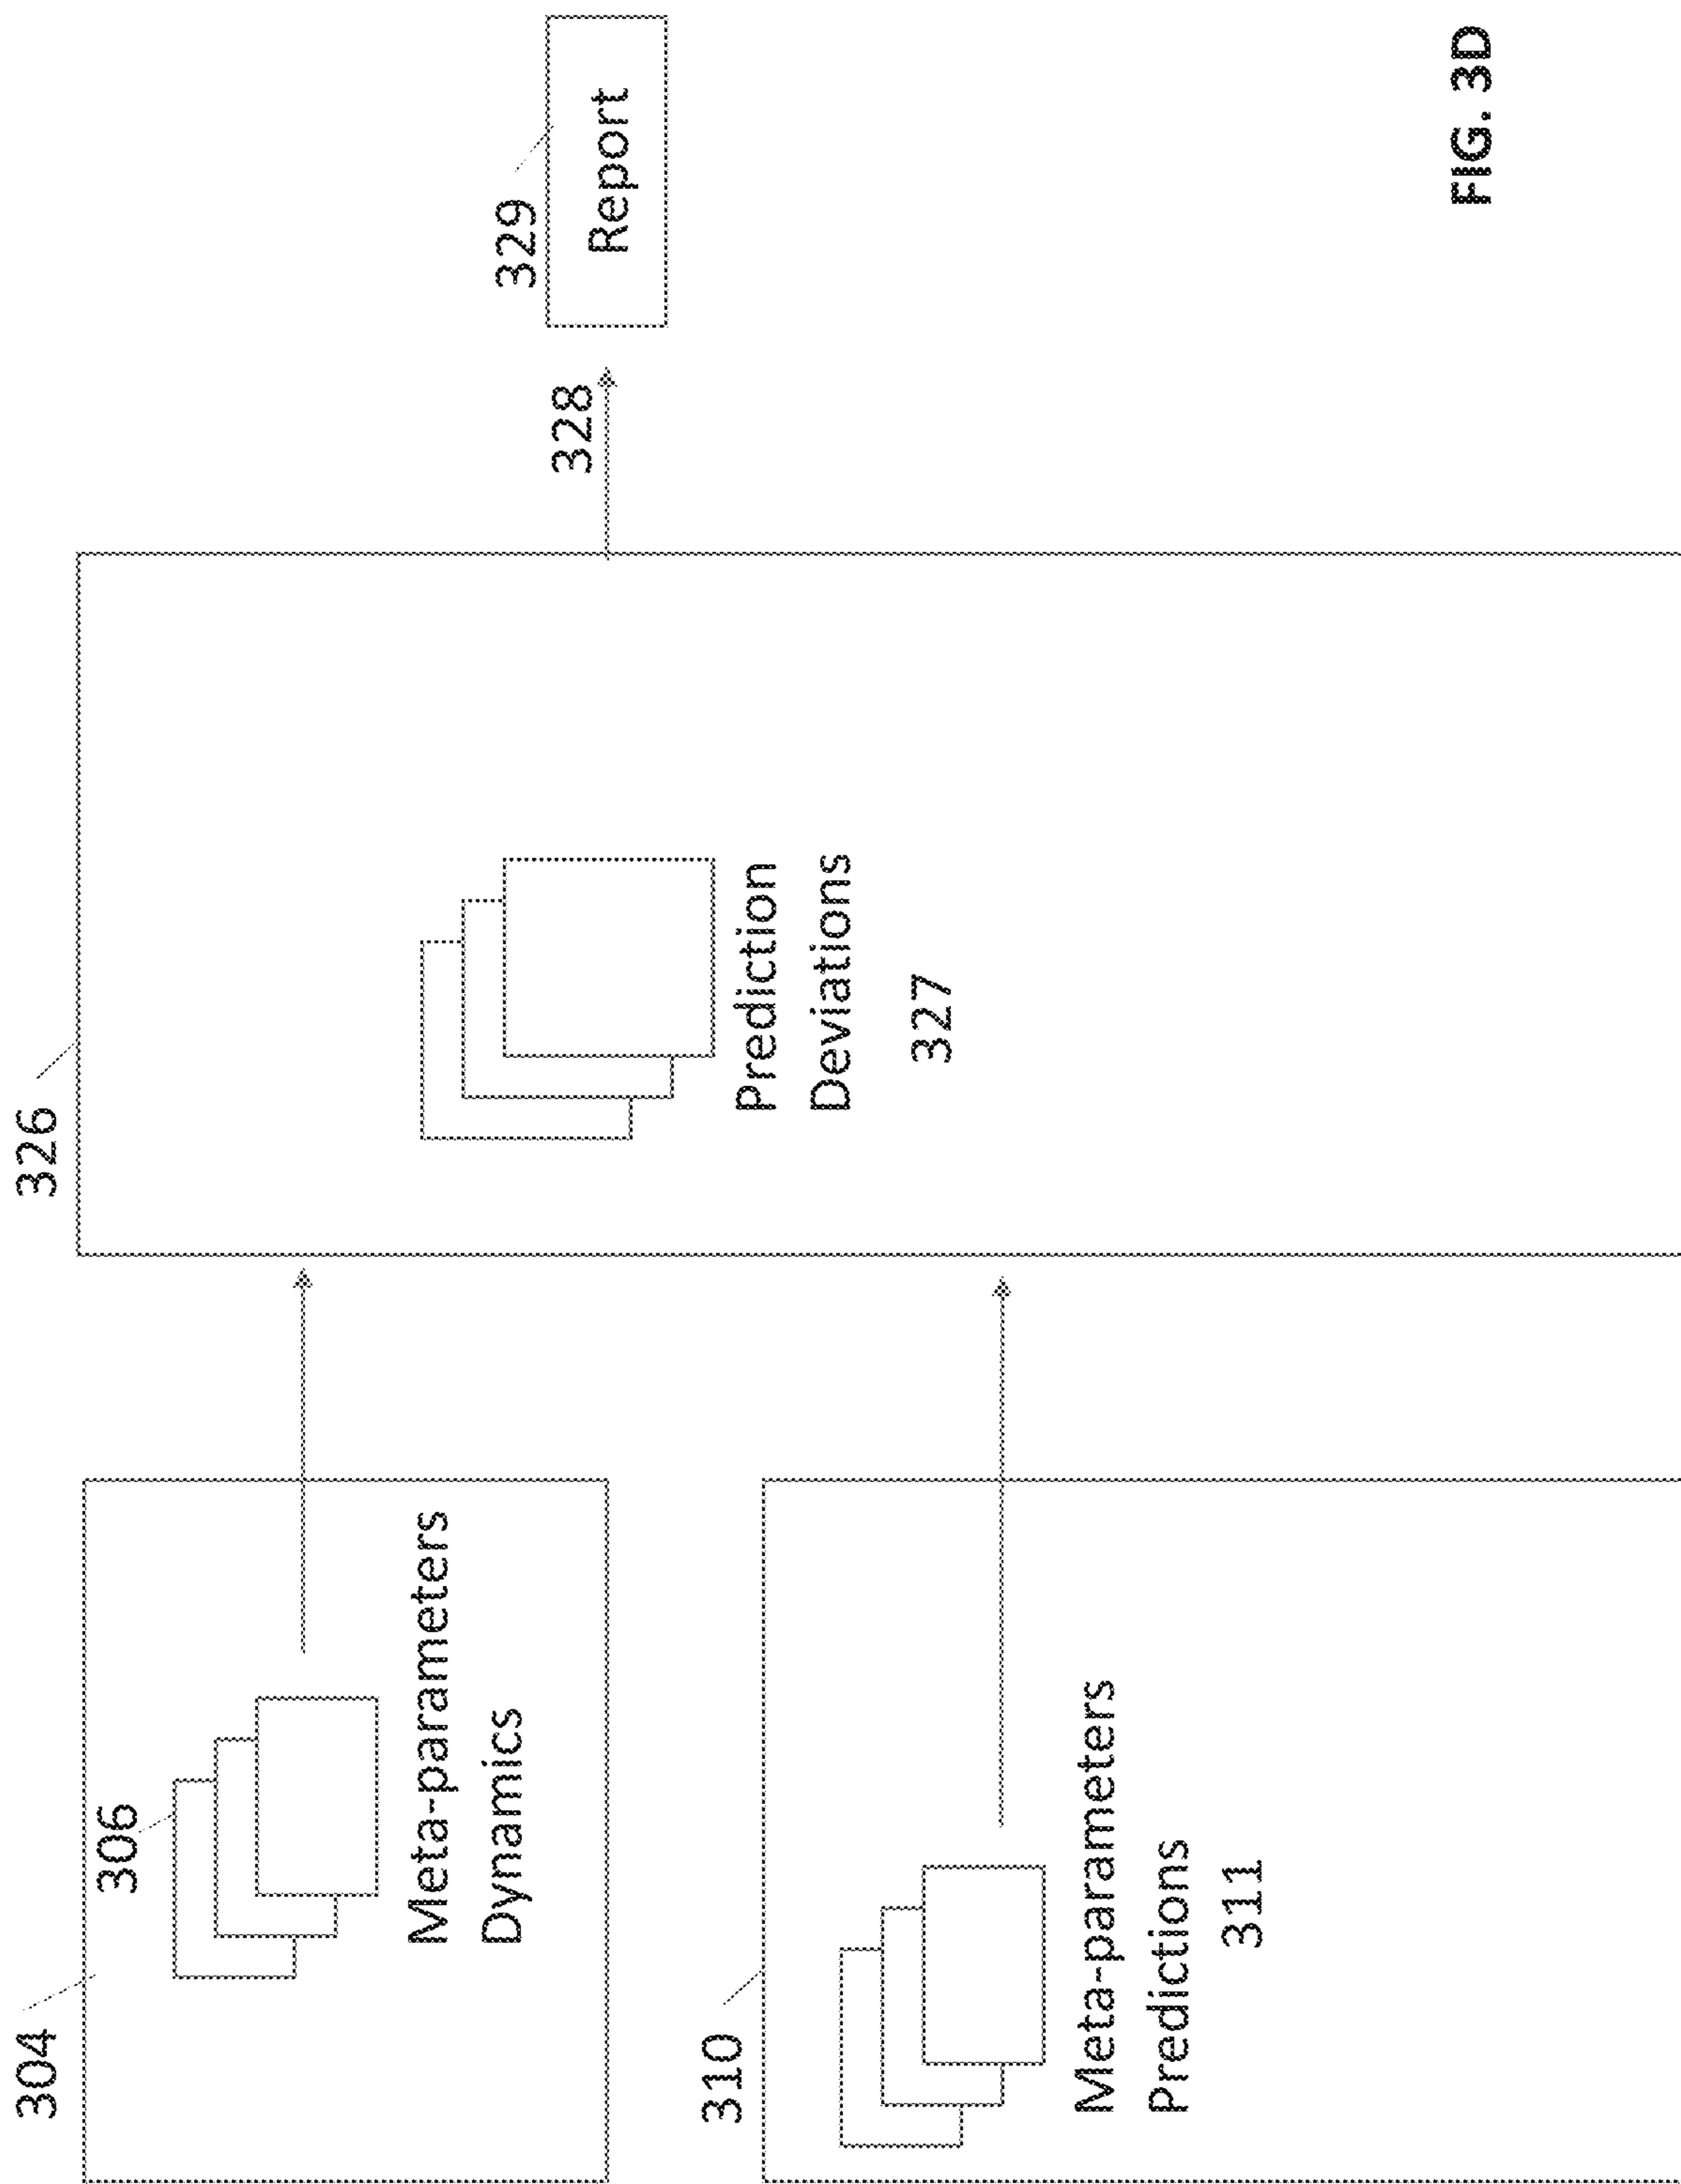 304
306
Meta-parameters
Dynamics
310
Meta-parameters
Predictions
311
326
Prediction
Deviations
327
328
329
Report
FIG. 3D